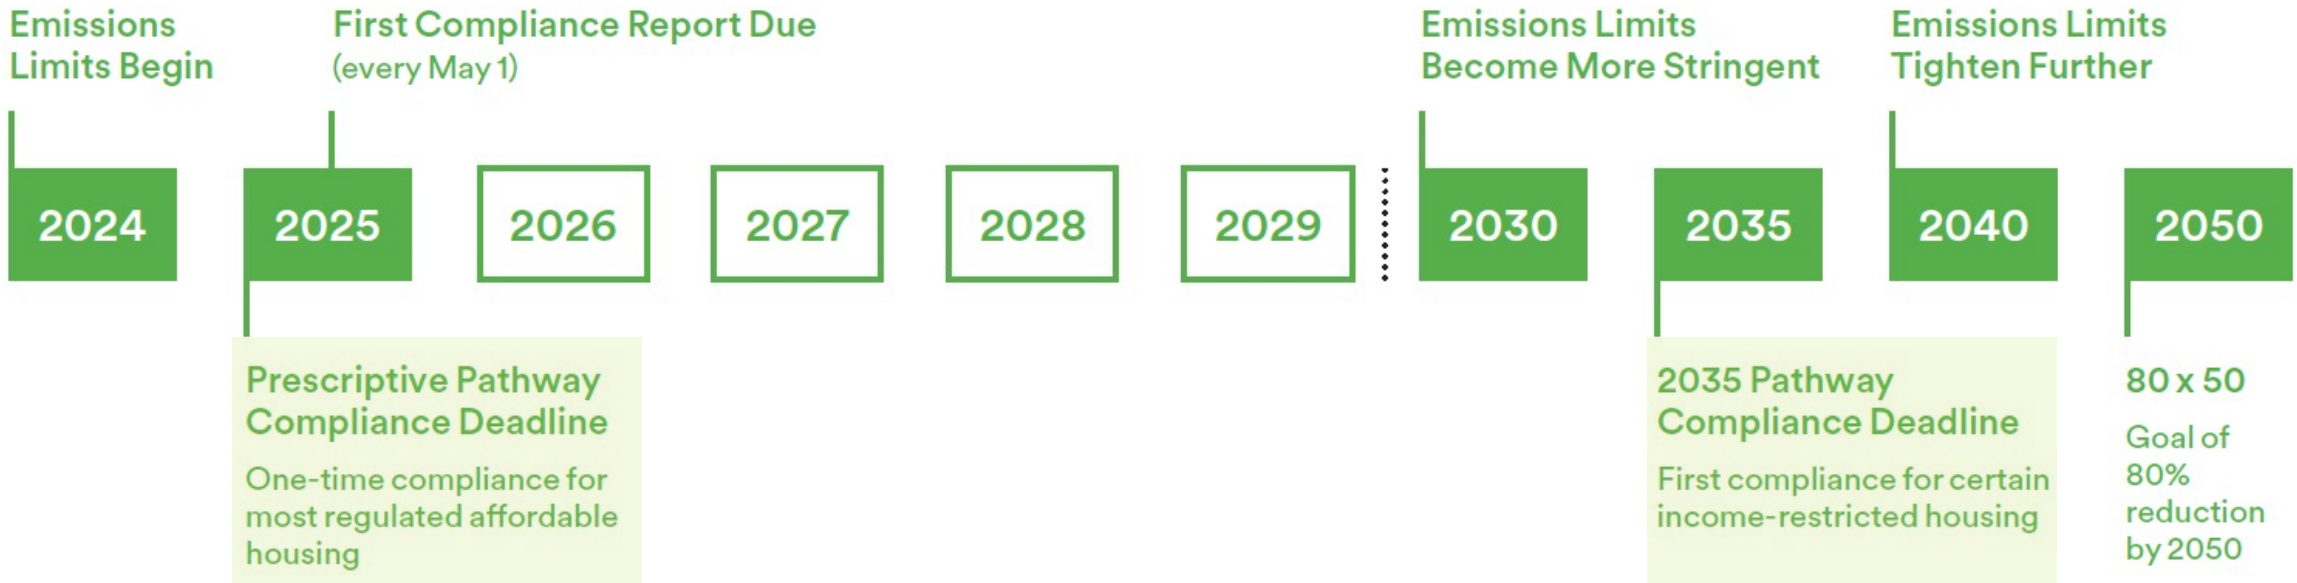 Emissions
Limits Begin
First Compliance Report Due
(every May 1)
Emissions Limits
Become More Stringent
Emissions Limits
Tighten Further
2024
2025
2026
2027
2028
2029
2030
2035
2040
2050
Prescriptive Pathway
Compliance Deadline
One-time compliance for
most regulated affordable
housing
2035 Pathway
Compliance Deadline
First compliance for certain
income-restricted housing
80 x 50
Goal of
80%
reduction
by 2050